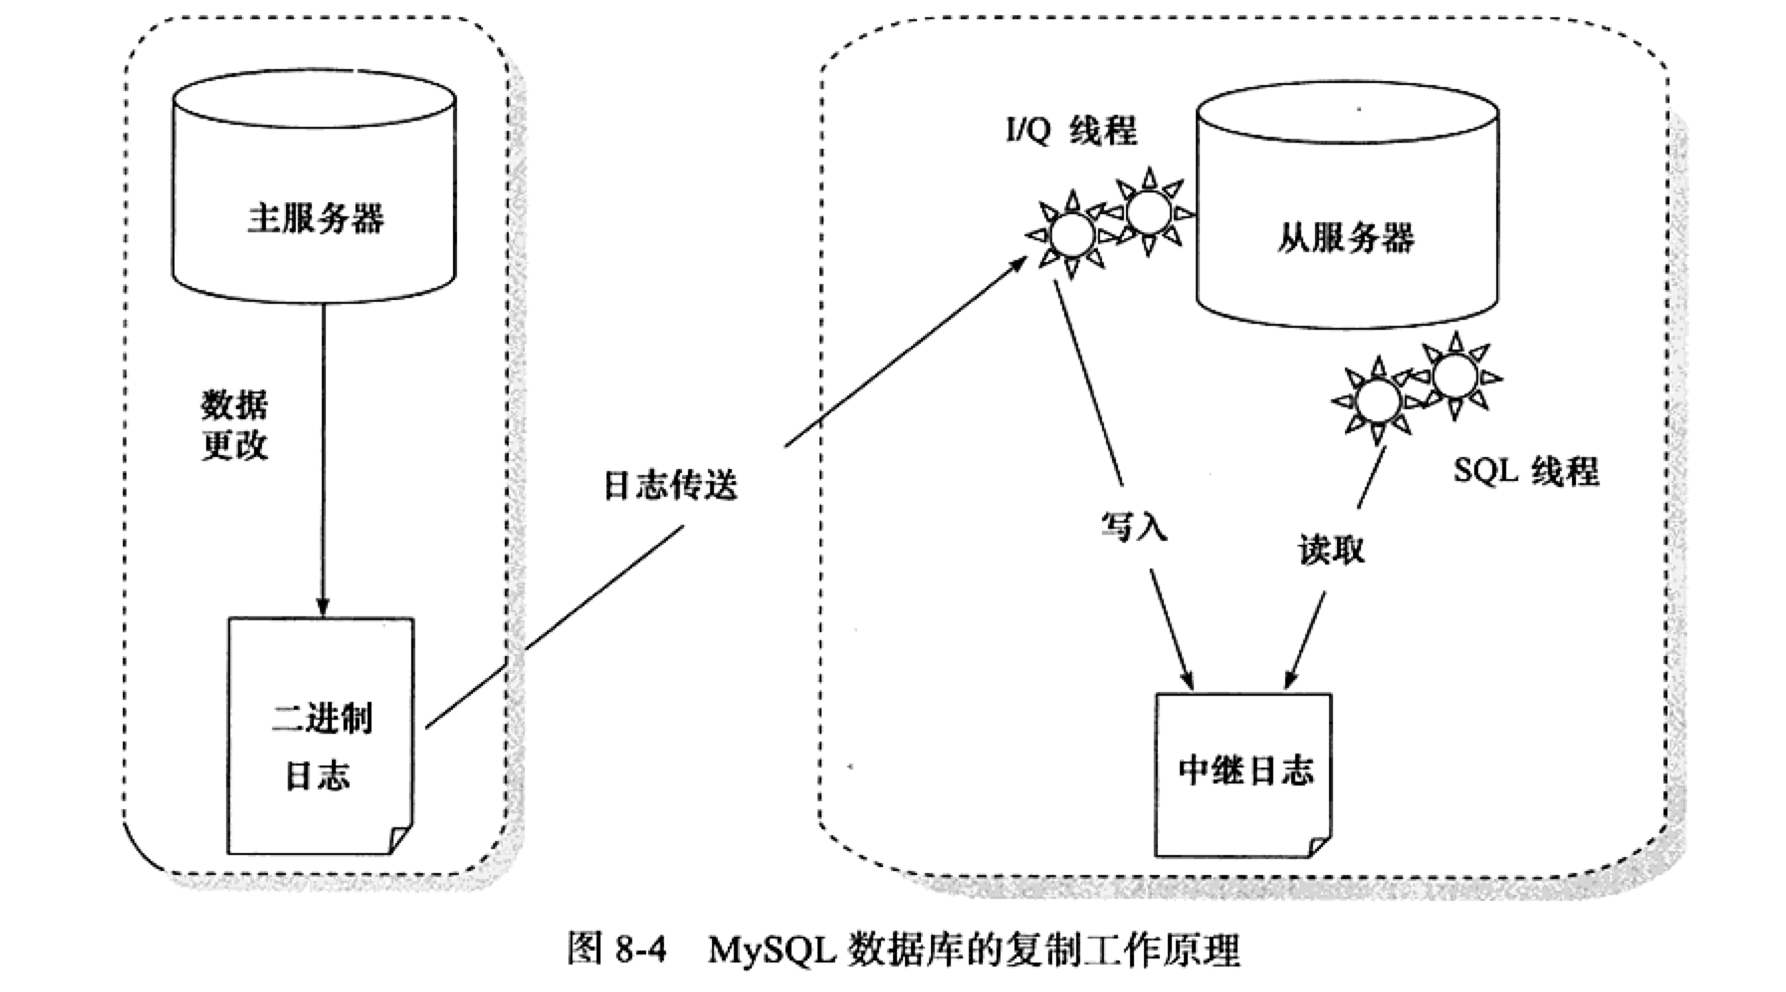 主服务器
数据
更改
二进制
日志
日志传送
I/Q 线程
从服务器
SQL 线程
写入
读取
中继日志
图 8-4 MySQL 数据库的复制工作原理